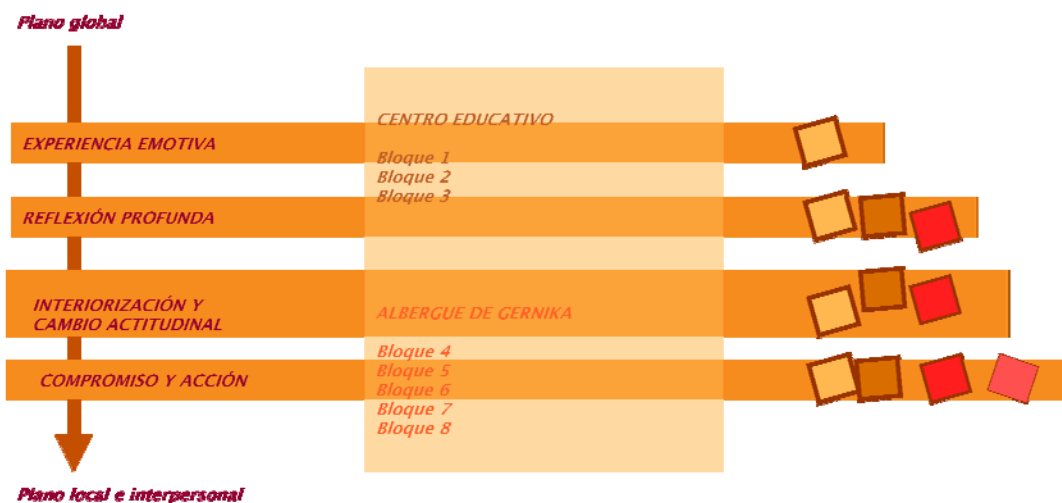 Plano global
CENTRO EDUCATIVO
EXPERIENCIA EMOTIVA
Bloque 1
Bloque 2
Bloque 3
REFLEXIÓN PROFUNDA
INTERIORIZACIÓN Y
CAMBIO ACTITUDINAL
ALBERGUE DE GERNIKA
Bloque 4
Bloque 5
Bloque 6
Bloque 7
Bloque 8
COMPROMISO Y ACCIÓN
Plano local e interpersonal